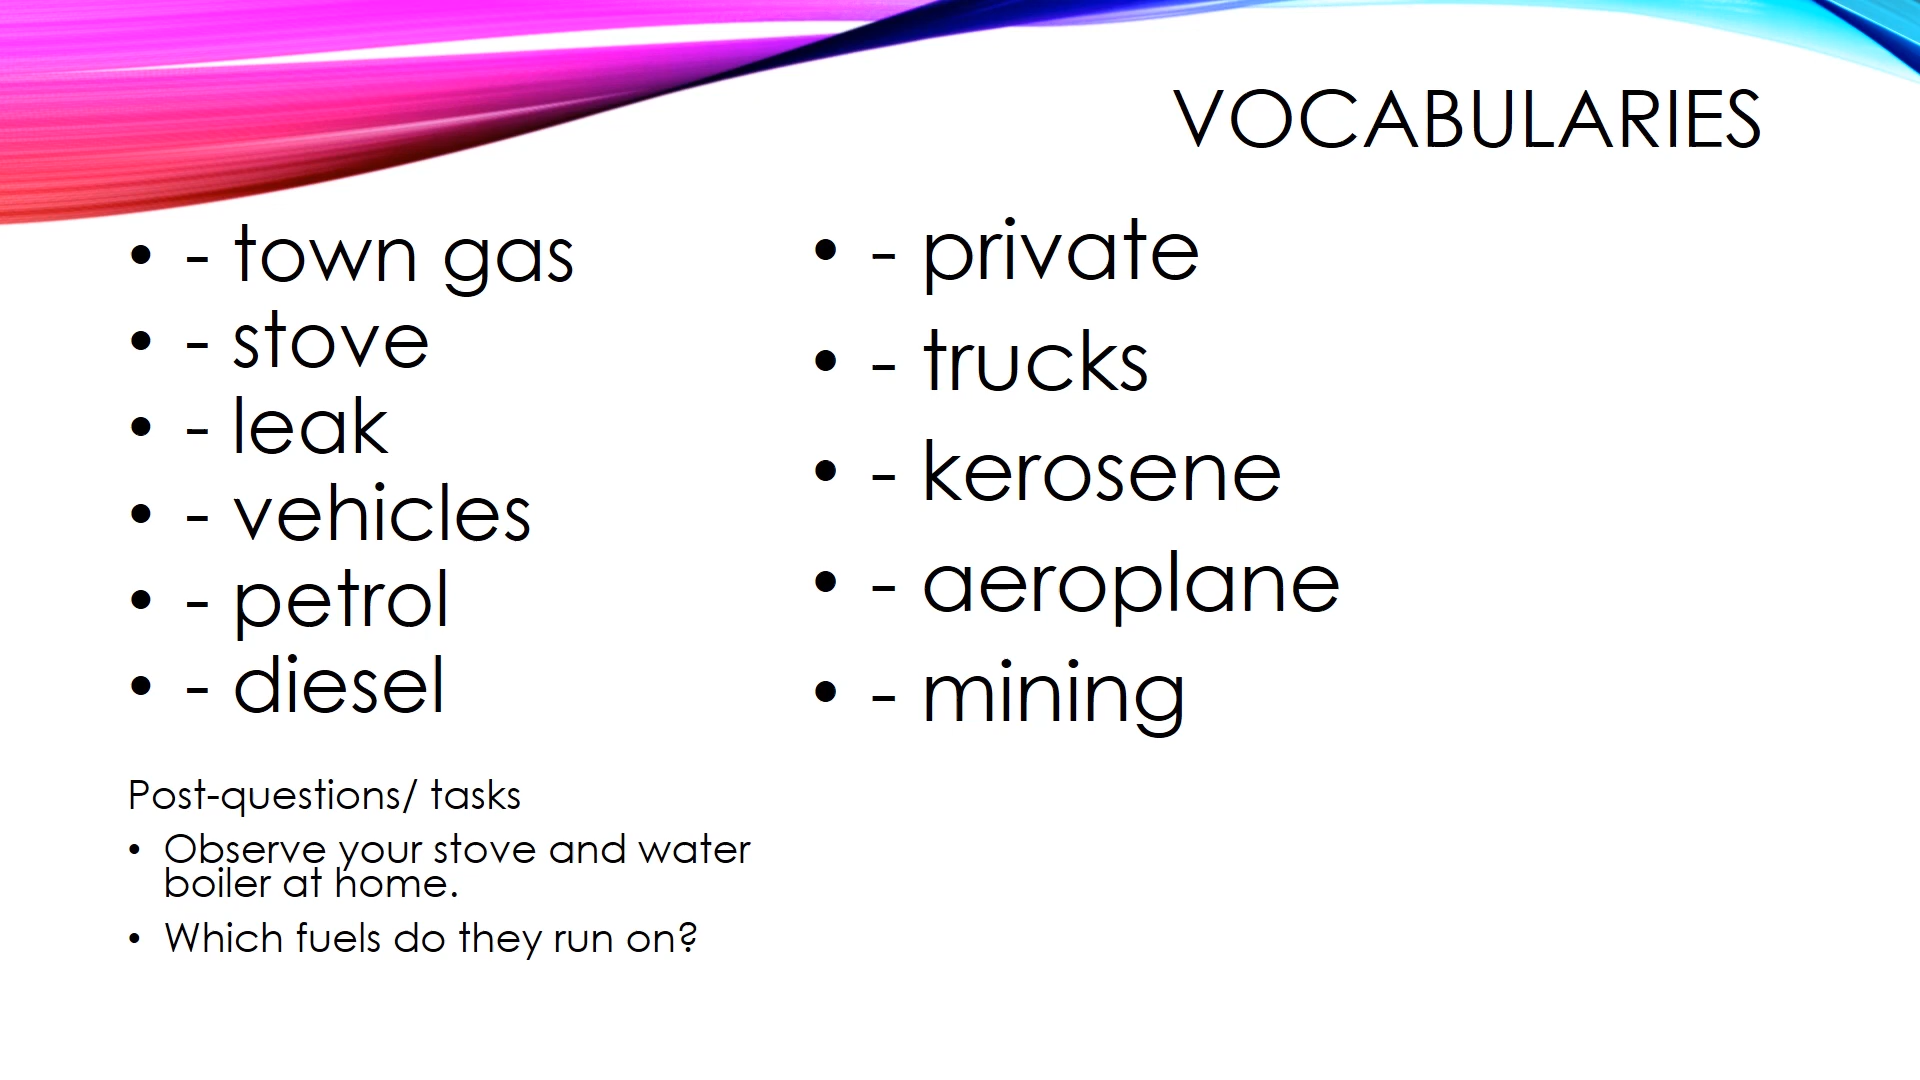 VOCABULARIES
• - town gas
• - stove
• - leak
• - vehicles
• - petrol
• - diesel
• - private
• - trucks
• - kerosene
• - aeroplane
• - mining
Post-questions/ tasks
• Observe your stove and water
boiler at home.
• Which fuels do they run on?